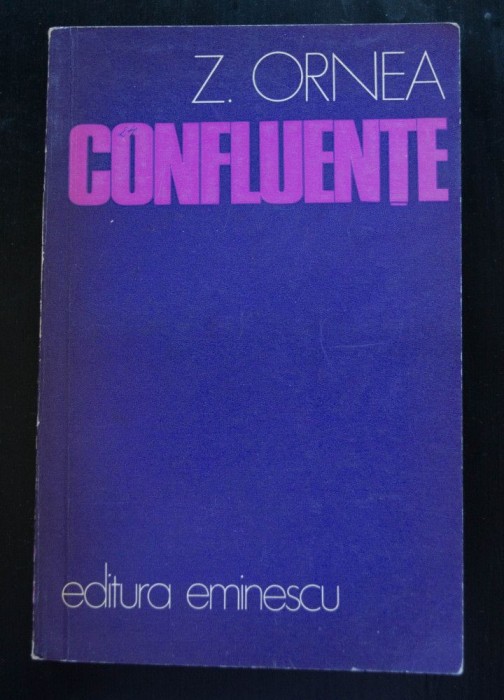 Z. ORNEA
CONFLUENȚE
editura eminescu